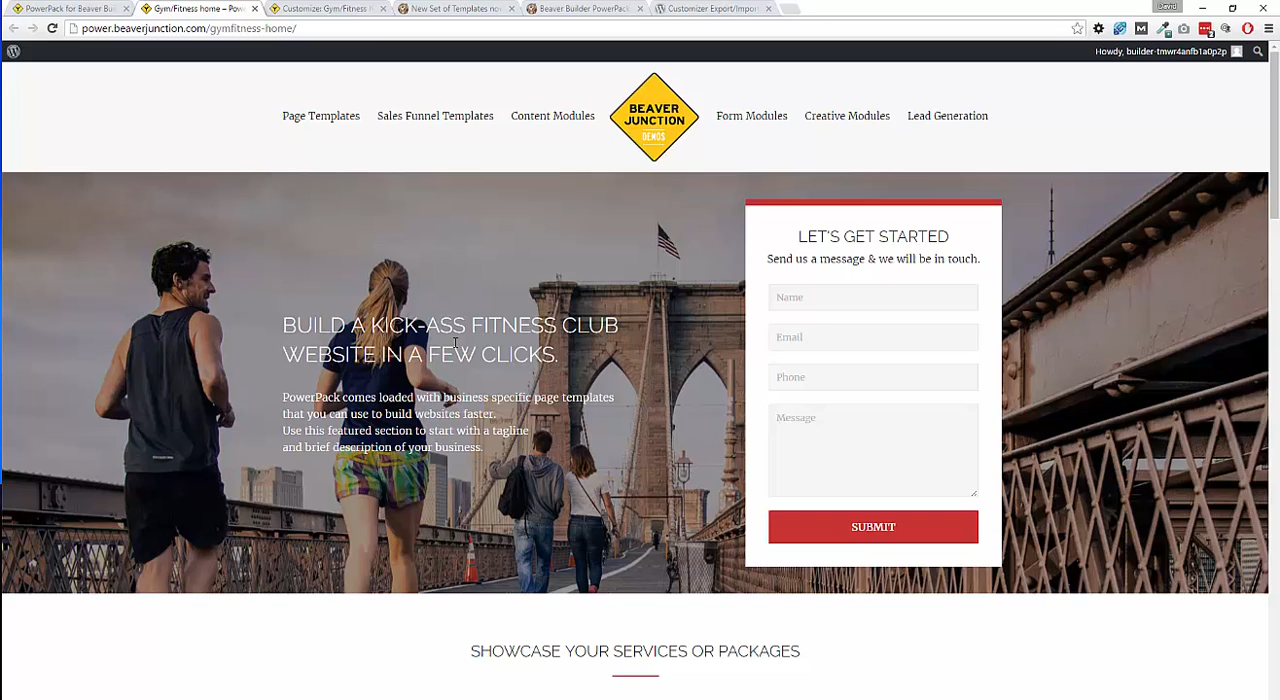 PowerPack for Beaver Buil
Gym/Fitness home – Pow
Customize: Gym/Fitness H
New Set of Templates nov
Beaver Builder PowerPack
Customizer Export/Import
David
power.beaverjunction.com/gymfitness-home/
Howdy, builder-tmwr4anfb1a0p2p
Page Templates
Sales Funnel Templates
Content Modules
BEAVER
JUNCTION
DEMOS
Form Modules
Creative Modules
Lead Generation
BUILD A KICK-ASS FITNESS CLUB
WEBSITE IN A FEW CLICKS.
PowerPack comes loaded with business specific page templates
that you can use to build websites faster.
Use this featured section to start with a tagline
and brief description of your business.
LET'S GET STARTED
Send us a message & we will be in touch.
Name
Email
Phone
Message
SUBMIT
SHOWCASE YOUR SERVICES OR PACKAGES